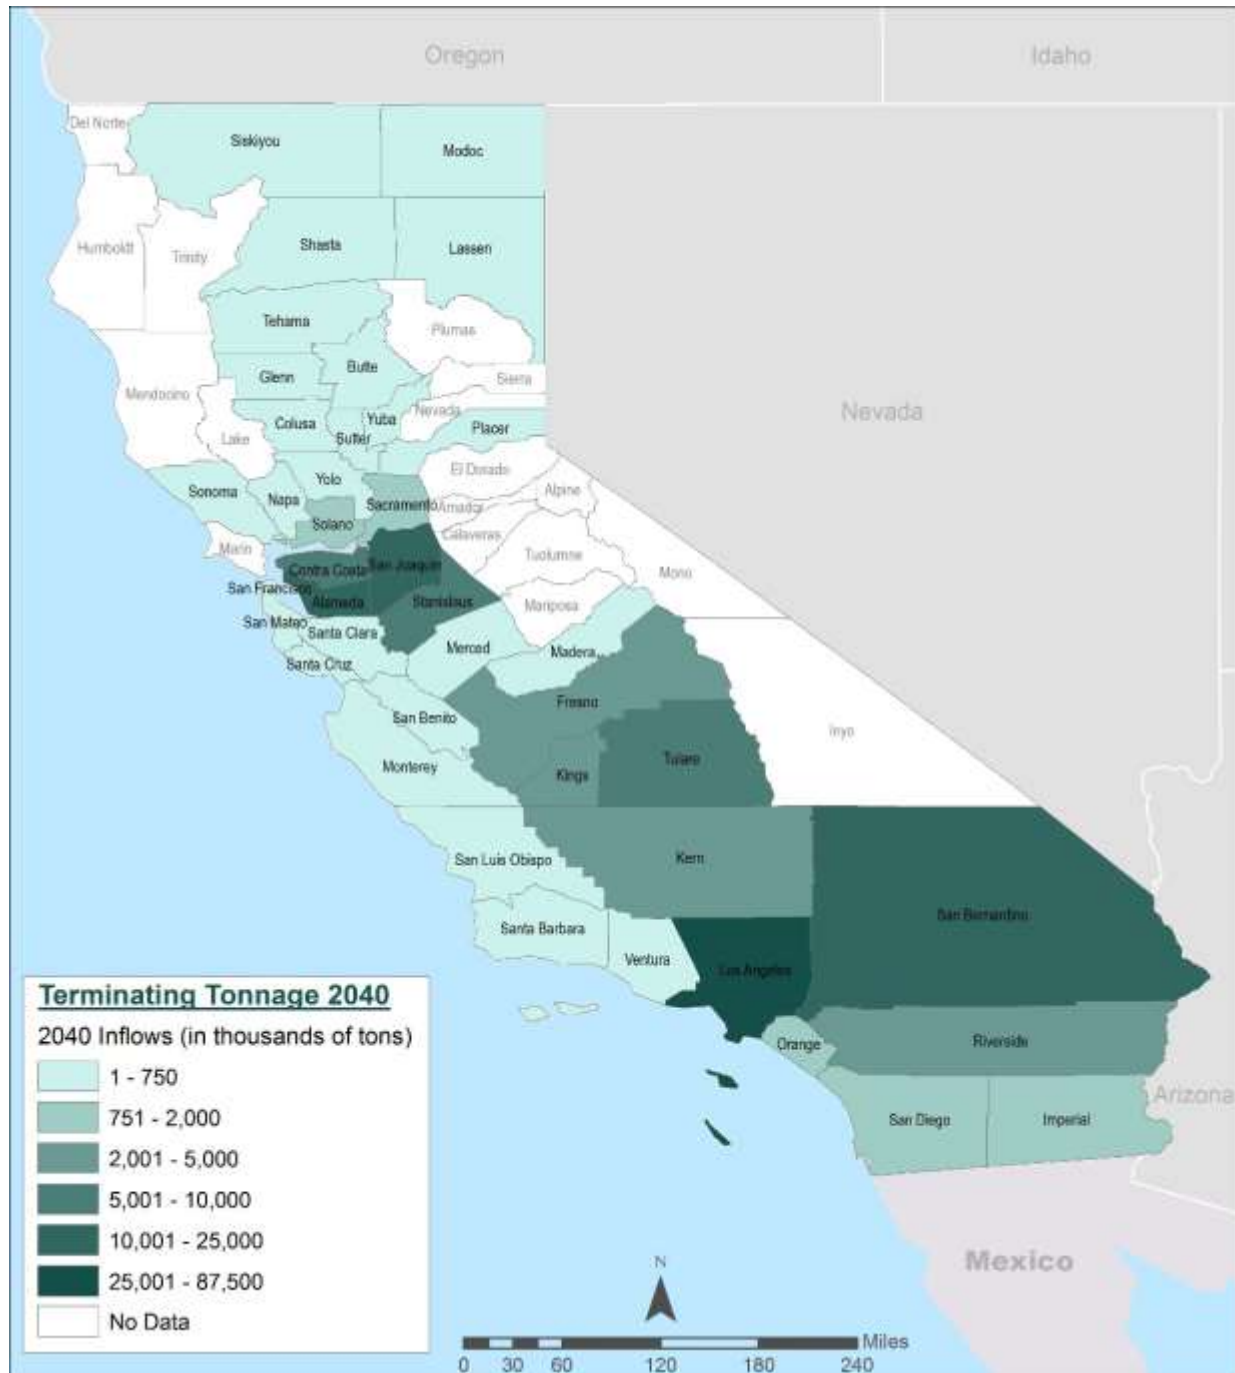 Oregon
Idaho
Del Norte
Siskiyou
Modoc
Humboldt
Trinity
Shasta
Lassen
Tehama
Plumas
Butte
Glenn
Sierra
Mendocino
Nevada
Nevada
Colusa
Yuba
Sutter
Placer
Lake
El Dorado
Yolo
Sonoma
Napa
Sacramento
Amador
Alpine
Solano
Calaveras
Marin
Tuolumne
Contra Costa
San Joaquin
Mono
San Francisco
Alameda
Stanislaus
Mariposa
San Mateo
Santa Clara
Merced
Madera
Santa Cruz
Fresno
San Benito
Inyo
Monterey
Kings
Tulare
San Luis Obispo
Kern
San Bernardino
Santa Barbara
Ventura
Los Angeles
Orange
Riverside
San Diego
Imperial
Arizona
Mexico
Terminating Tonnage 2040
2040 Inflows (in thousands of tons)
1 - 750
751 - 2,000
2,001 - 5,000
5,001 - 10,000
10,001 - 25,000
25,001 - 87,500
No Data
N
Miles
0 30 60 120 180 240